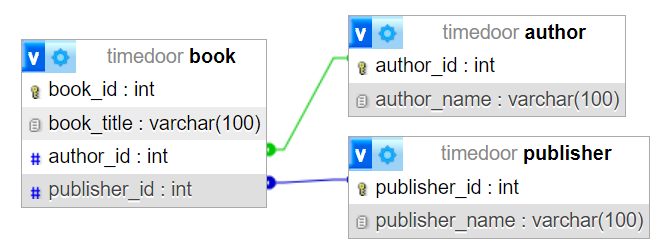 v timedoor book
book_id : int
book_title : varchar(100)
# author_id : int
# publisher_id : int
v timedoor author
author_id : int
author_name : varchar(100)
v timedoor publisher
publisher_id : int
publisher_name : varchar(100)